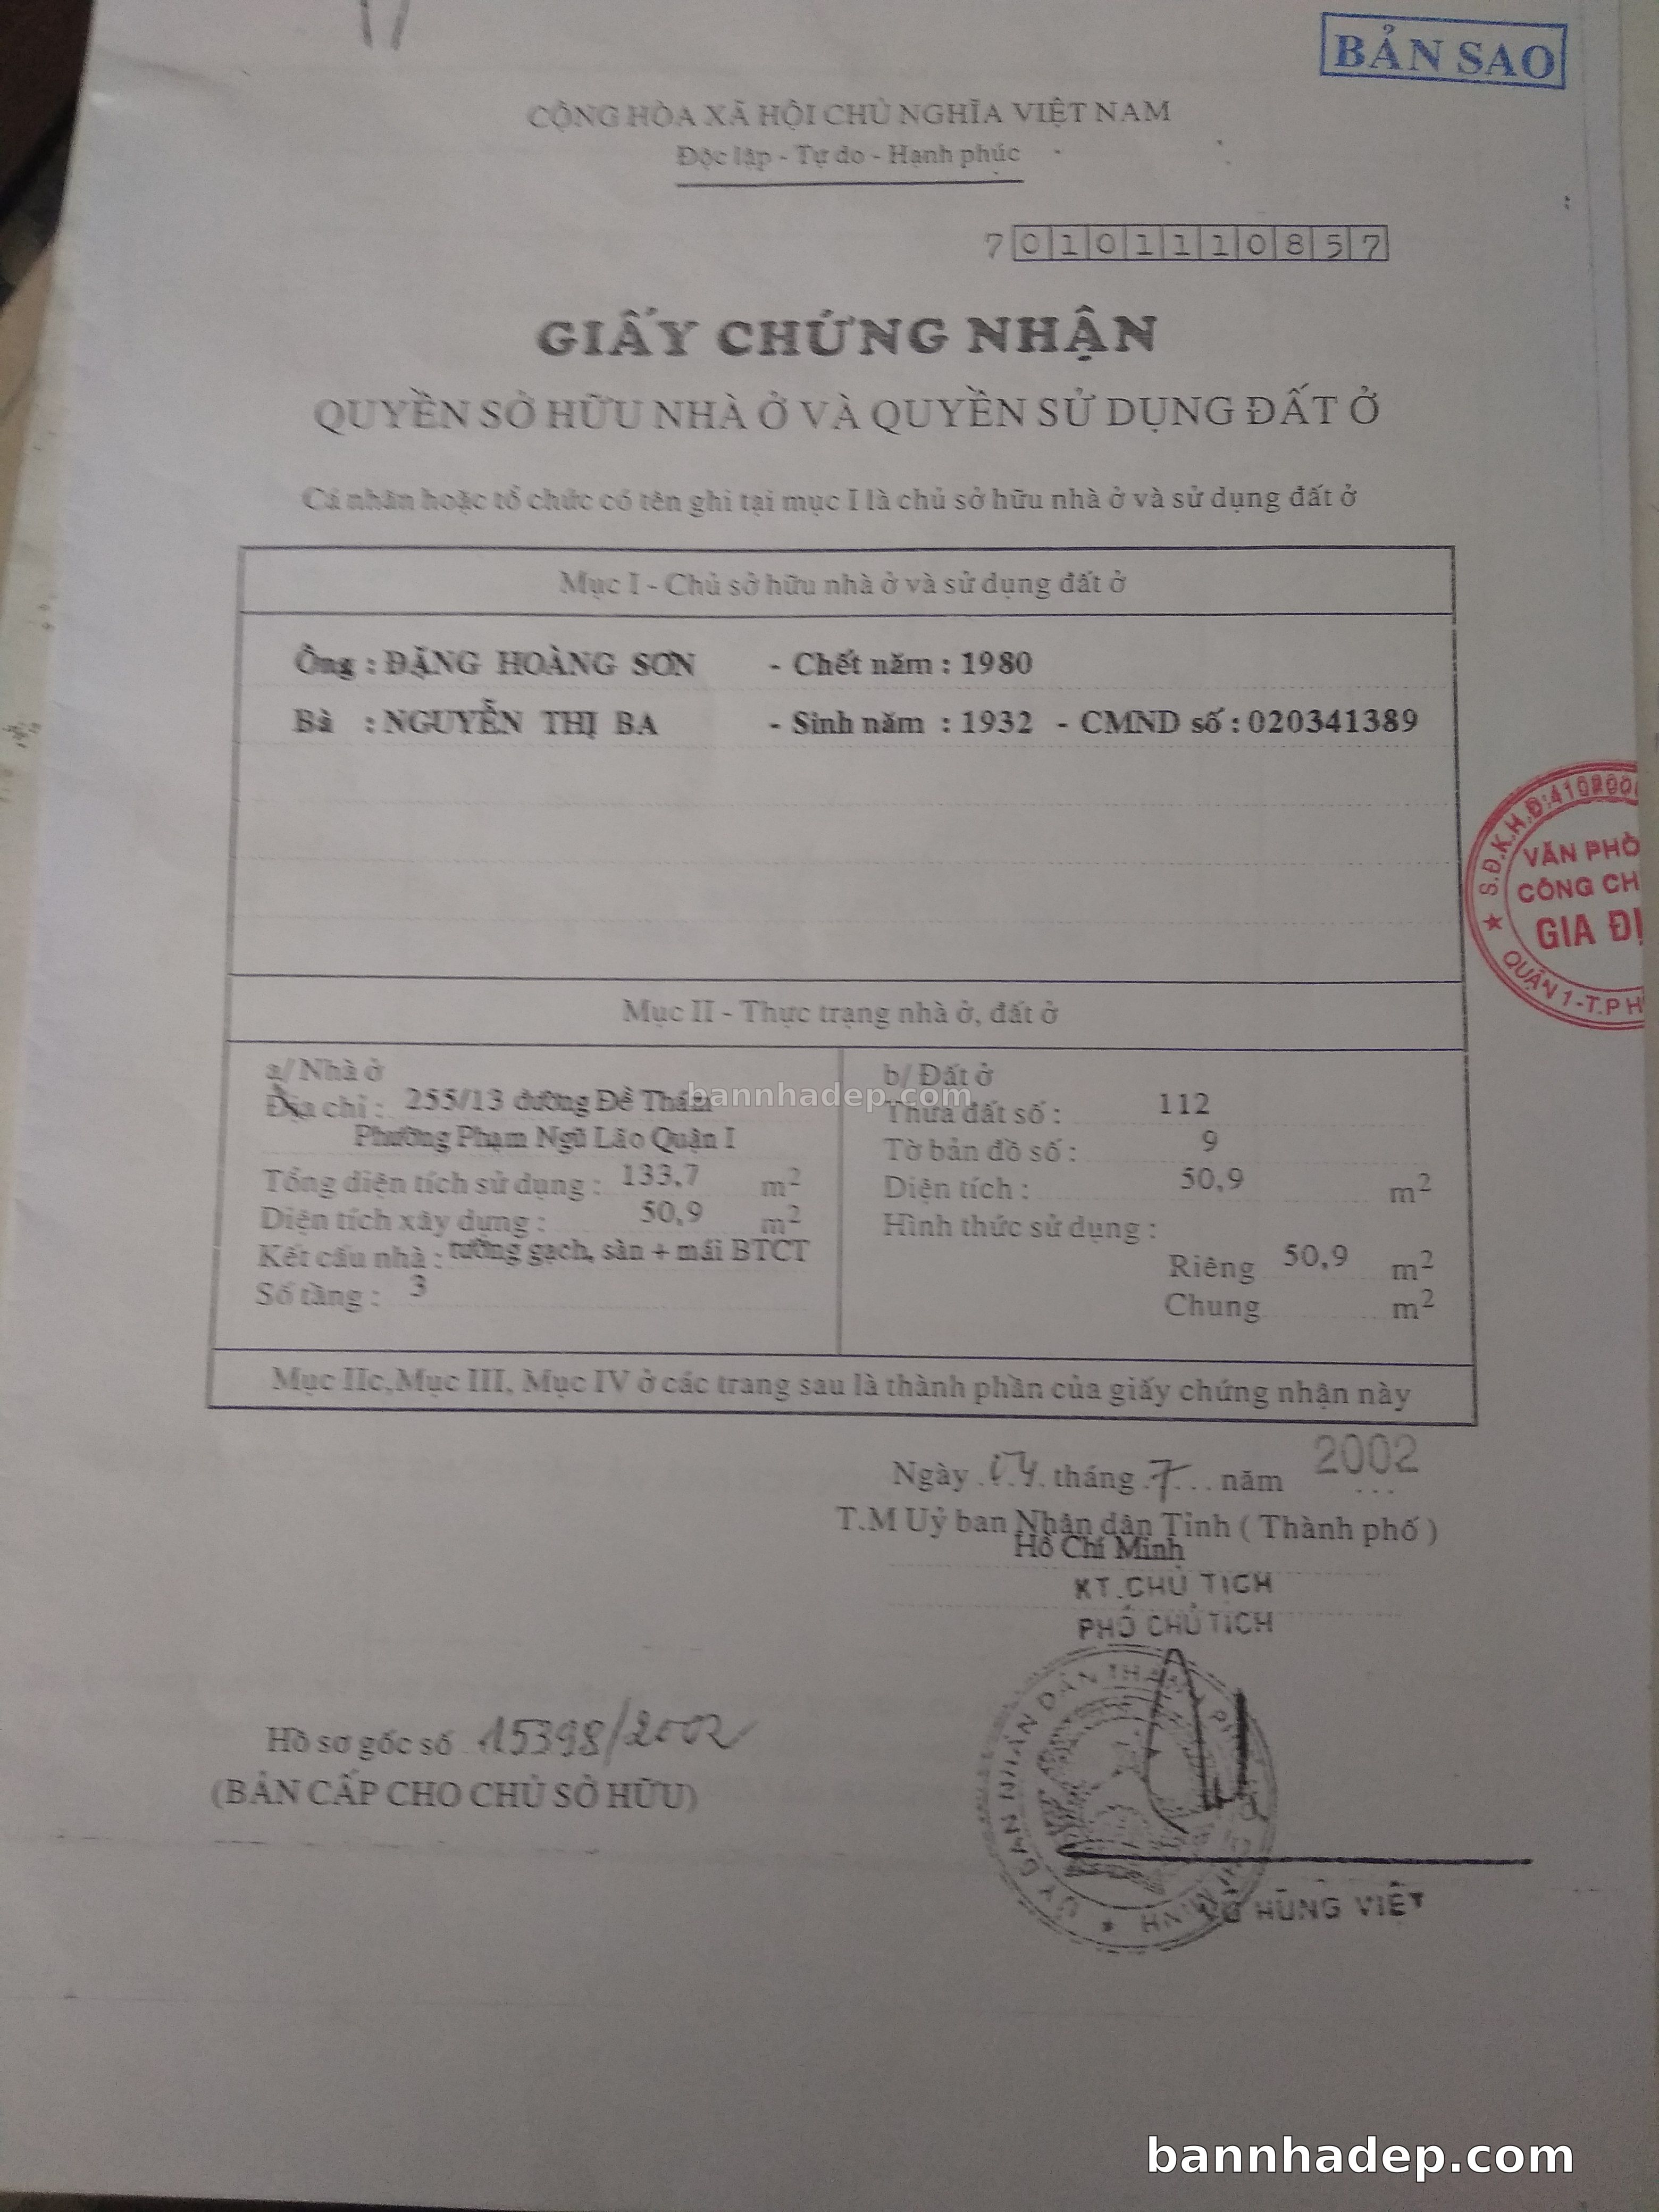 BẢN SAO
CỘNG HÒA XÃ HỘI CHỦ NGHĨA VIỆT NAM
Độc lập - Tự do - Hạnh phúc
70101110857
GIẤY CHỨNG NHẬN
QUYỀN SỞ HỮU NHÀ Ở VÀ QUYỀN SỬ DỤNG ĐẤT Ở
Cá nhân hoặc tổ chức có tên ghi tại mục I là chủ sở hữu nhà ở và sử dụng đất ở
Mục I - Chủ sở hữu nhà ở và sử dụng đất ở
Ông : ĐẶNG HOÀNG SƠN - Chết năm : 1980
Bà : NGUYỄN THỊ BA - Sinh năm : 1932 - CMND số : 020341389
S.Đ.K.H.Đ:410200
VĂN PHÒ
CÔNG CH
GIA ĐỊ
QUẬN 1-T.P H
Mục II - Thực trạng nhà ở, đất ở
a/ Nhà ở
Địa chỉ : 255/13 đường Đề Thám
Phường Phạm Ngũ Lão Quận I
Tổng diện tích sử dụng : 133,7 m2
Diện tích xây dựng : 50,9 m2
Kết cấu nhà : tường gạch, sàn + mái BTCT
Số tầng : 3
b/ Đất ở
Thửa đất số : 112
Tờ bản đồ số : 9
Diện tích : 50,9 m2
Hình thức sử dụng :
Riêng 50,9 m2
Chung m2
bannhadep.com
Mục IIc,Mục III, Mục IV ở các trang sau là thành phần của giấy chứng nhận này
Ngày 14 tháng 7 năm 2002
T.M Uỷ ban Nhân dân Tỉnh ( Thành phố )
Hồ Chí Minh
KT.CHỦ TỊCH
PHÓ CHỦ TỊCH
Hồ sơ gốc số 15398/2002
(BẢN CẤP CHO CHỦ SỞ HỮU)
HÙNG VIỆT
bannhadep.com